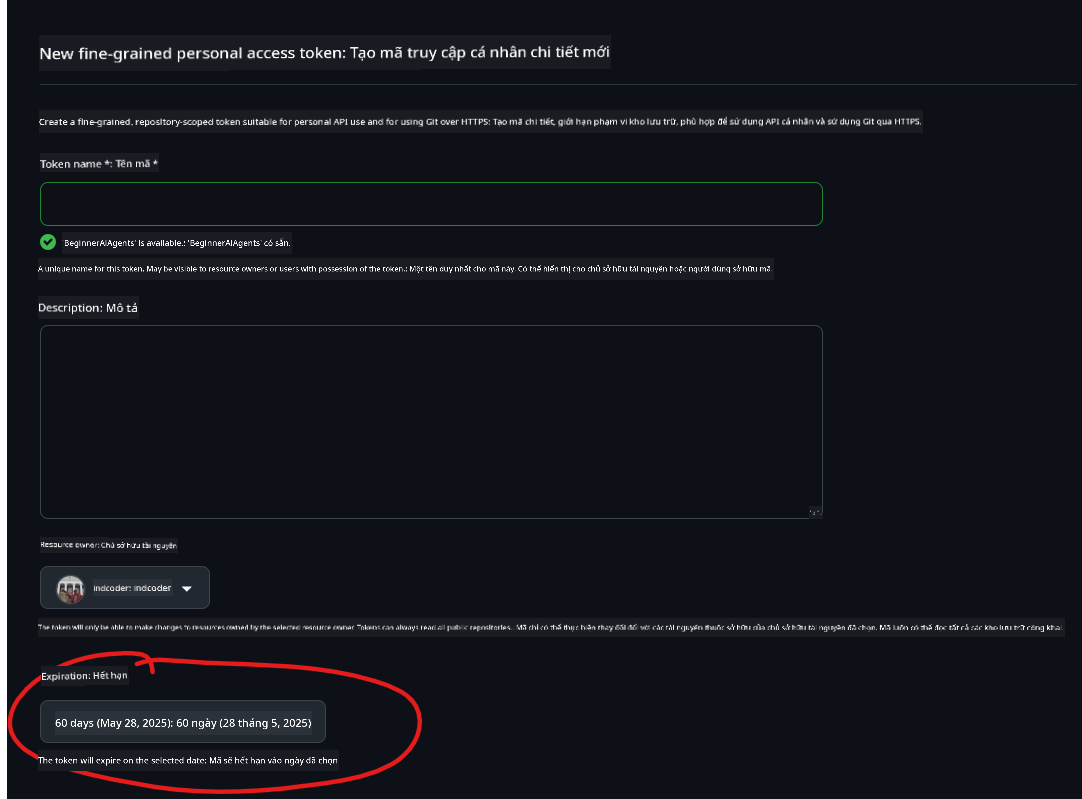 New fine-grained personal access token: Tạo mã truy cập cá nhân chi tiết mới
Create a fine-grained, repository-scoped token suitable for personal API use and for using Git over HTTPS: Tạo mã chi tiết, giới hạn phạm vi kho lưu trữ, phù hợp để sử dụng API cá nhân và sử dụng Git qua HTTPS.
Token name *: Tên mã *
BeginnerAIAgents' is available.: 'BeginnerAIAgents' có sẵn.
A unique name for this token. May be visible to resource owners or users with possession of the token.: Một tên duy nhất cho mã này. Có thể hiển thị cho chủ sở hữu tài nguyên hoặc người dùng sở hữu mã.
Description: Mô tả
Resource owner: Chủ sở hữu tài nguyên
indcoder: indcoder
The token will only be able to make changes to resources owned by the selected resource owner. Tokens can always read all public repositories.: Mã chỉ có thể thực hiện thay đổi đối với các tài nguyên thuộc sở hữu của chủ sở hữu tài nguyên đã chọn. Mã luôn có thể đọc tất cả các kho lưu trữ công khai.
Expiration: Hết hạn
60 days (May 28, 2025): 60 ngày (28 tháng 5, 2025)
The token will expire on the selected date: Mã sẽ hết hạn vào ngày đã chọn